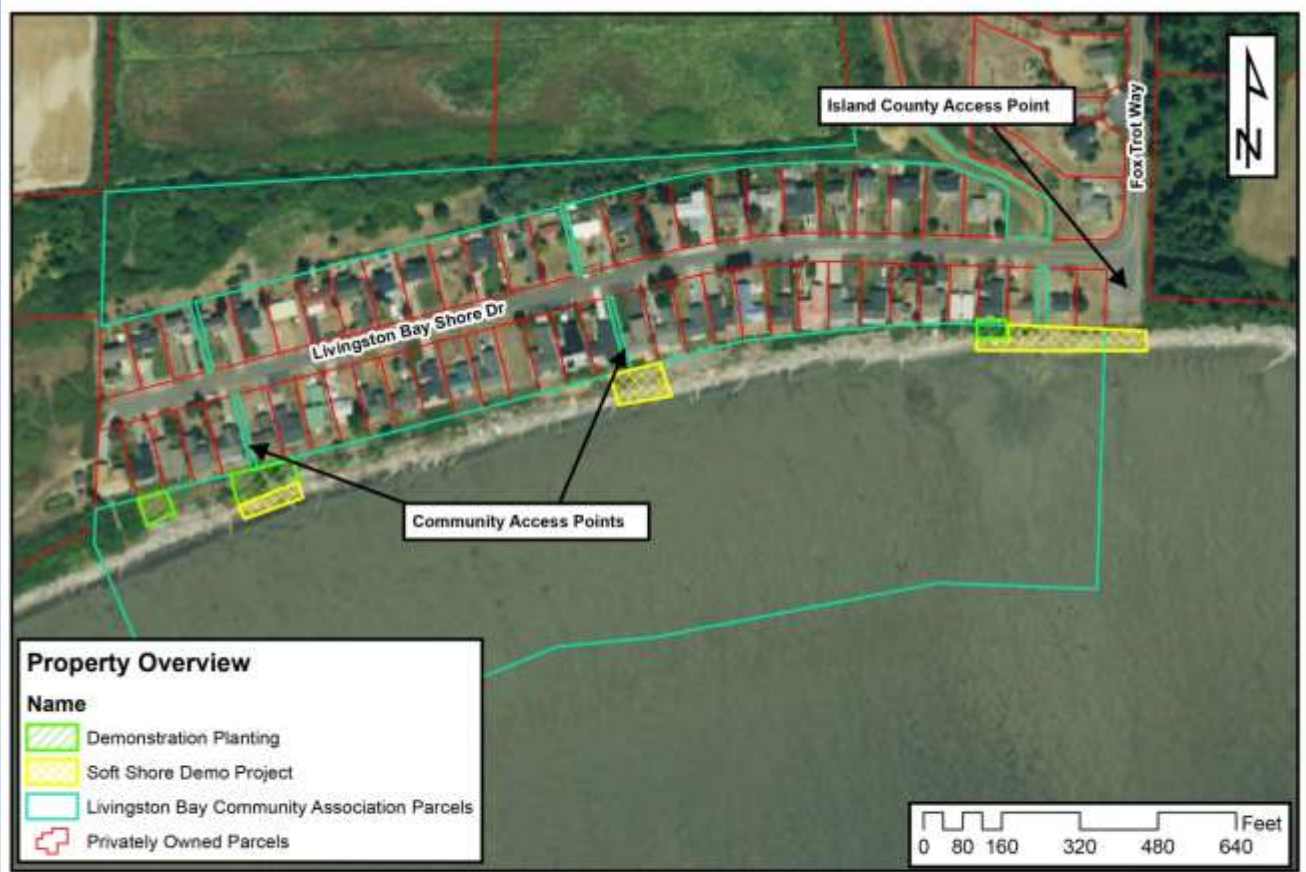 Island County Access Point
Fox Trot Way
N
Livingston Bay Shore Dr
Community Access Points
Property Overview
Name
Demonstration Planting
Soft Shore Demo Project
Livingston Bay Community Association Parcels
Privately Owned Parcels
Feet
0 80 160 320 480 640